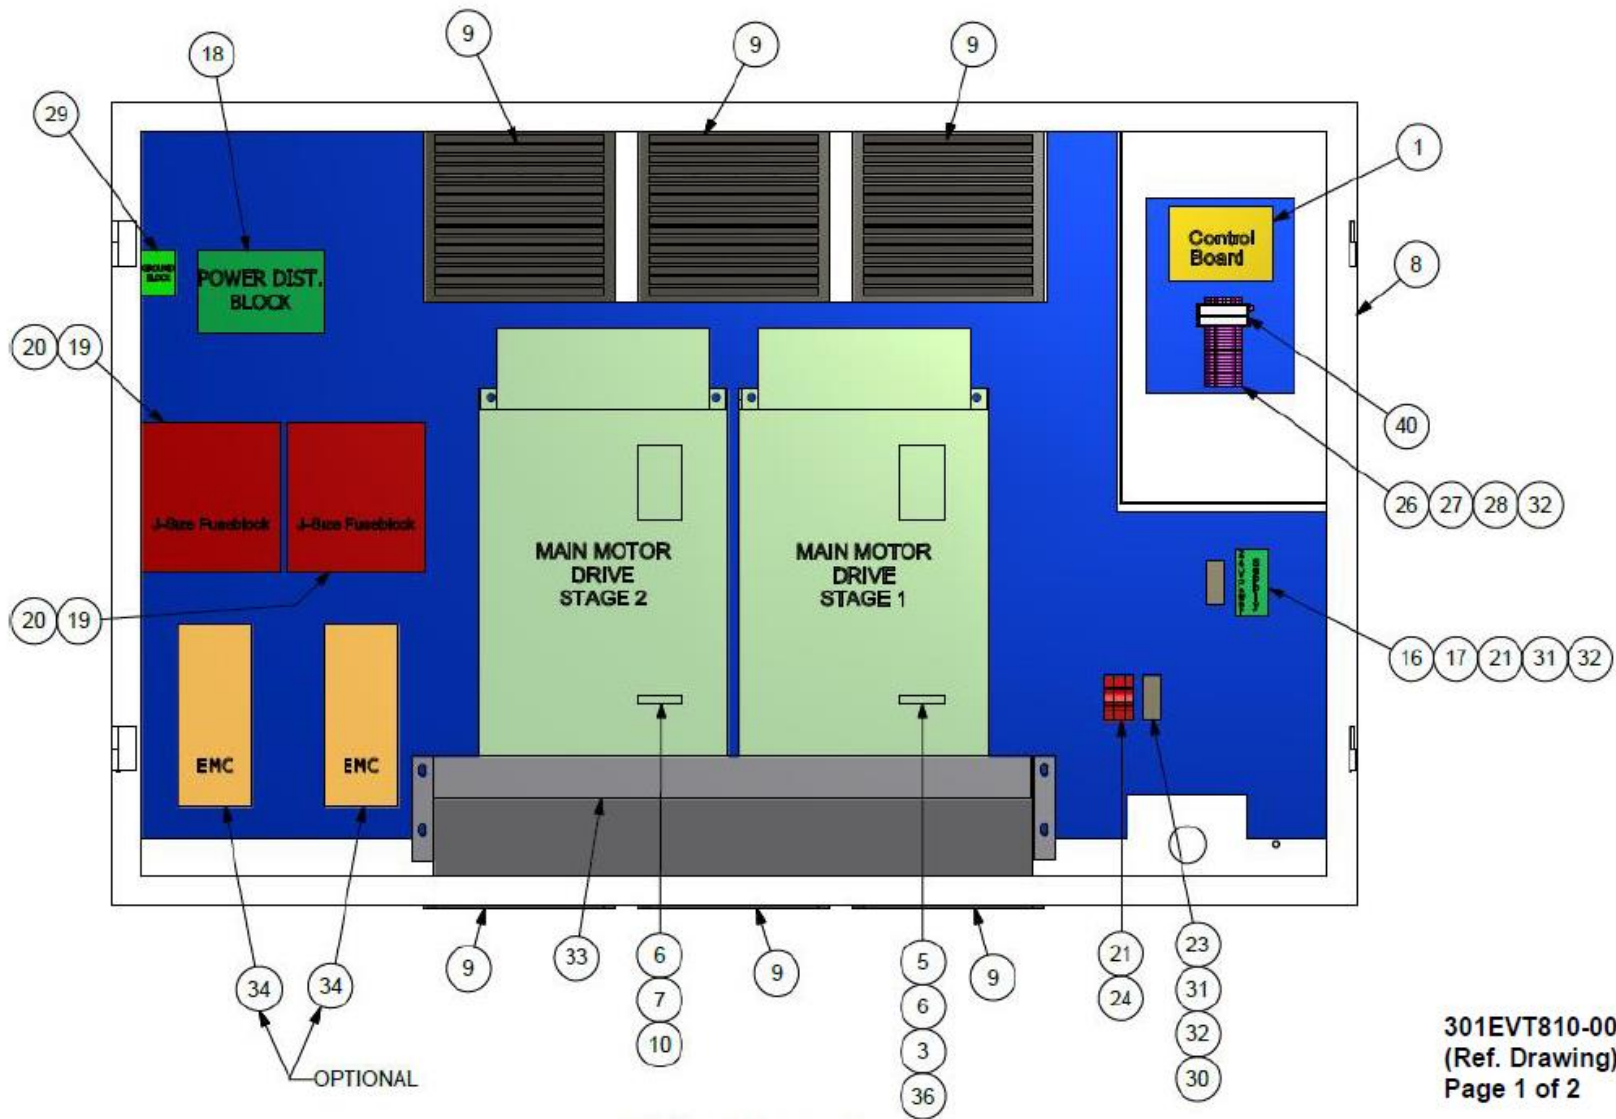 9
9
9
18
29
1
Control
Board
8
GROUND
BLOCK
POWER DIST.
BLOCK
20 19
40
26 27 28 32
J-Size Fuseblock
J-Size Fuseblock
MAIN MOTOR
DRIVE
STAGE 2
MAIN MOTOR
DRIVE
STAGE 1
20 19
16 17 21 31 32
EMC
EMC
9
33
6
7
10
9
5
6
3
36
9
21
24
23
31
32
30
34
34
OPTIONAL
301EVT810-00
(Ref. Drawing)
Page 1 of 2